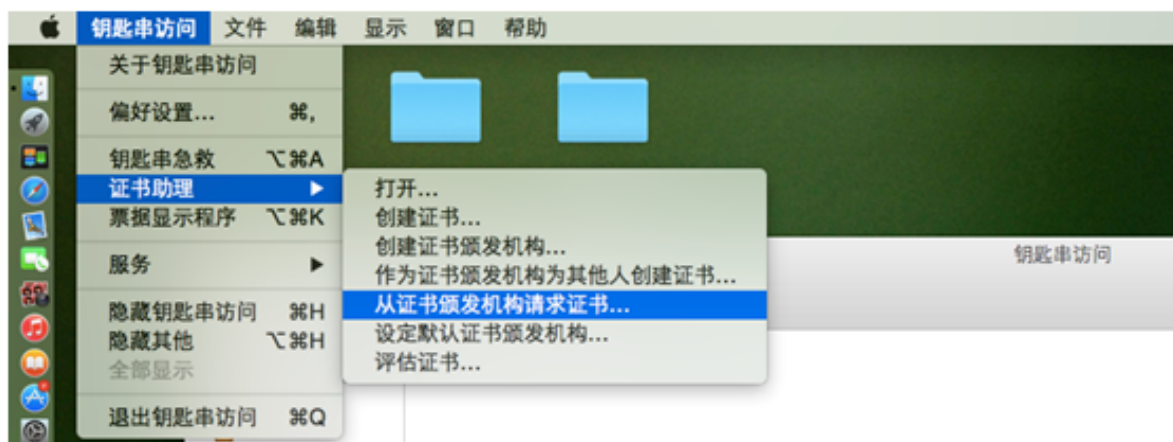 钥匙串访问 文件 编辑 显示 窗口 帮助
关于钥匙串访问
偏好设置... ⌘,
钥匙串急救 ⌥⌘A
证书助理 ▶
票据显示程序 ⌥⌘K
服务 ▶
隐藏钥匙串访问 ⌘H
隐藏其他 ⌥⌘H
全部显示
退出钥匙串访问 ⌘Q
打开...
创建证书...
创建证书颁发机构...
作为证书颁发机构为其他人创建证书...
从证书颁发机构请求证书...
设定默认证书颁发机构...
评估证书...
钥匙串访问